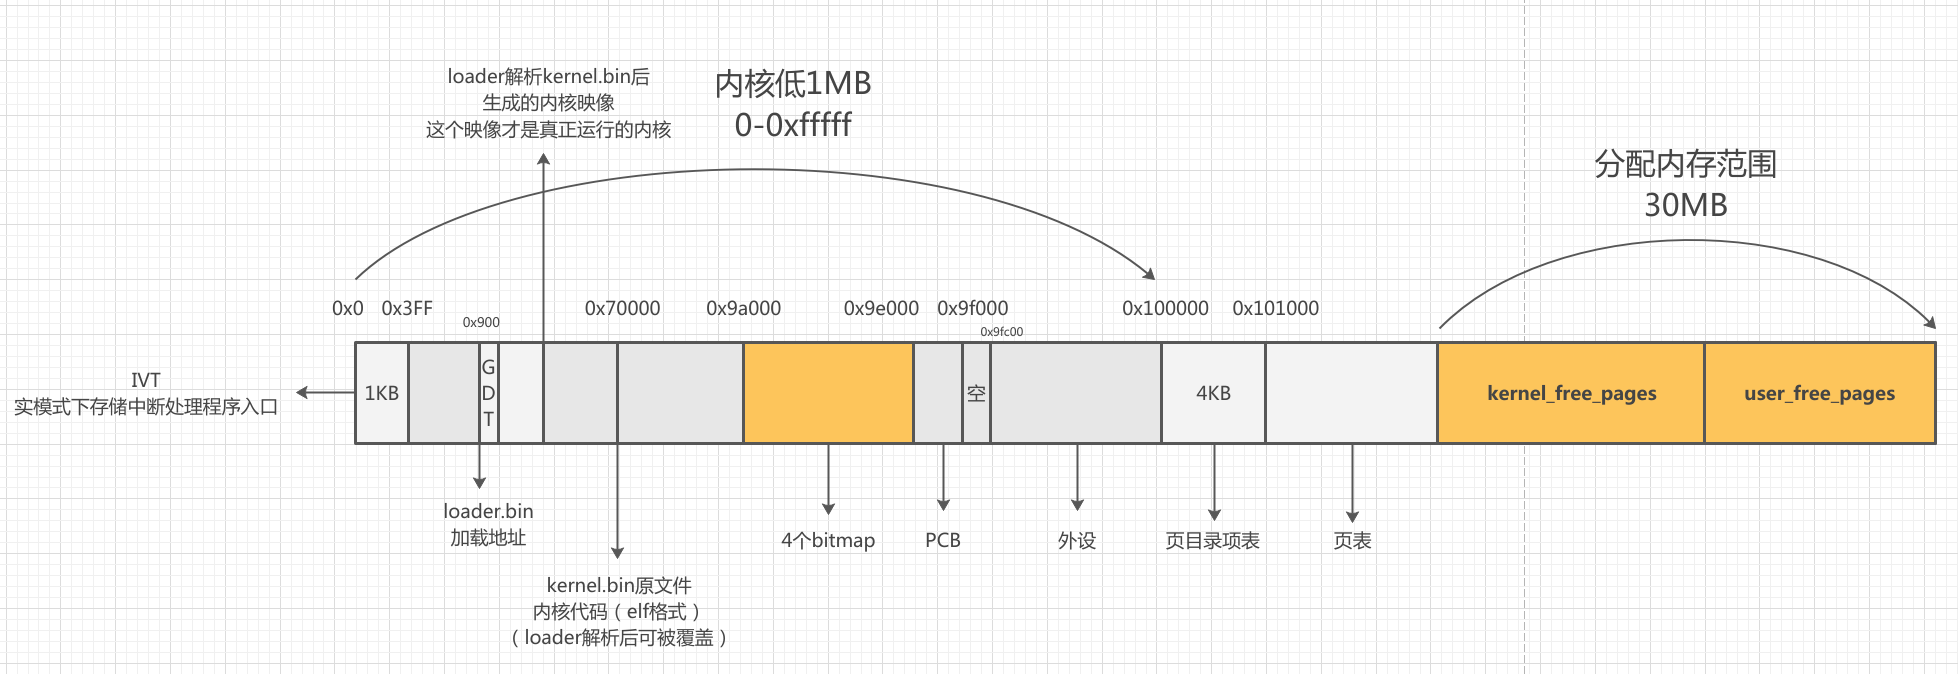 loader解析kernel.bin后
生成的内核映像
这个映像才是真正运行的内核
内核低1MB
0-0xfffff
分配内存范围
30MB
0x0
0x3FF
0x900
0x70000
0x9a000
0x9e000
0x9f000
0x9fc00
0x100000
0x101000
IVT
实模式下存储中断处理程序入口
1KB
G
D
T
空
4KB
kernel_free_pages
user_free_pages
loader.bin
加载地址
kernel.bin原文件
内核代码（elf格式）
（loader解析后可被覆盖）
4个bitmap
PCB
外设
页目录项表
页表